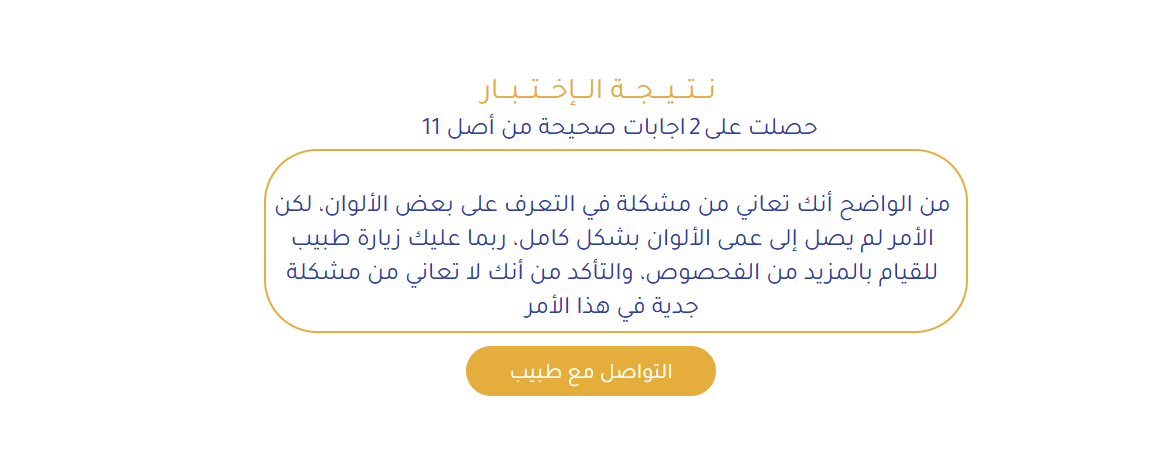 نـتـيـجـة الـإخـتـبـار
حصلت على 2 اجابات صحيحة من أصل 11
من الواضح أنك تعاني من مشكلة في التعرف على بعض الألوان، لكن
الأمر لم يصل إلى عمى الألوان بشكل كامل، ربما عليك زيارة طبيب
للقيام بالمزيد من الفحصوص، والتأكد من أنك لا تعاني من مشكلة
جدية في هذا الأمر
التواصل مع طبيب